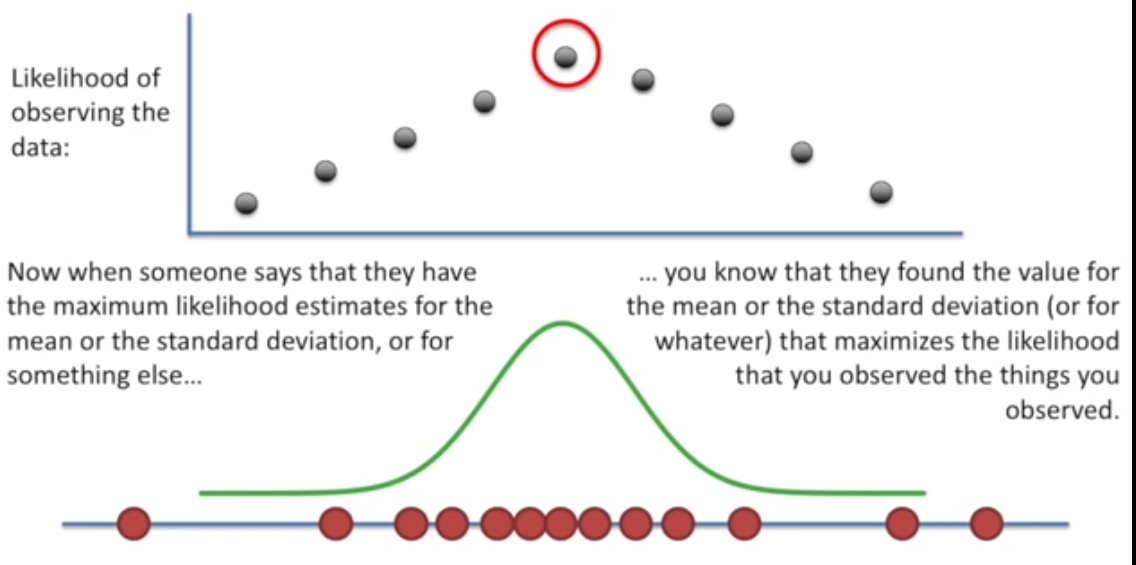 Likelihood of
observing the
data:
Now when someone says that they have
the maximum likelihood estimates for the
mean or the standard deviation, or for
something else...
... you know that they found the value for
the mean or the standard deviation (or for
whatever) that maximizes the likelihood
that you observed the things you
observed.